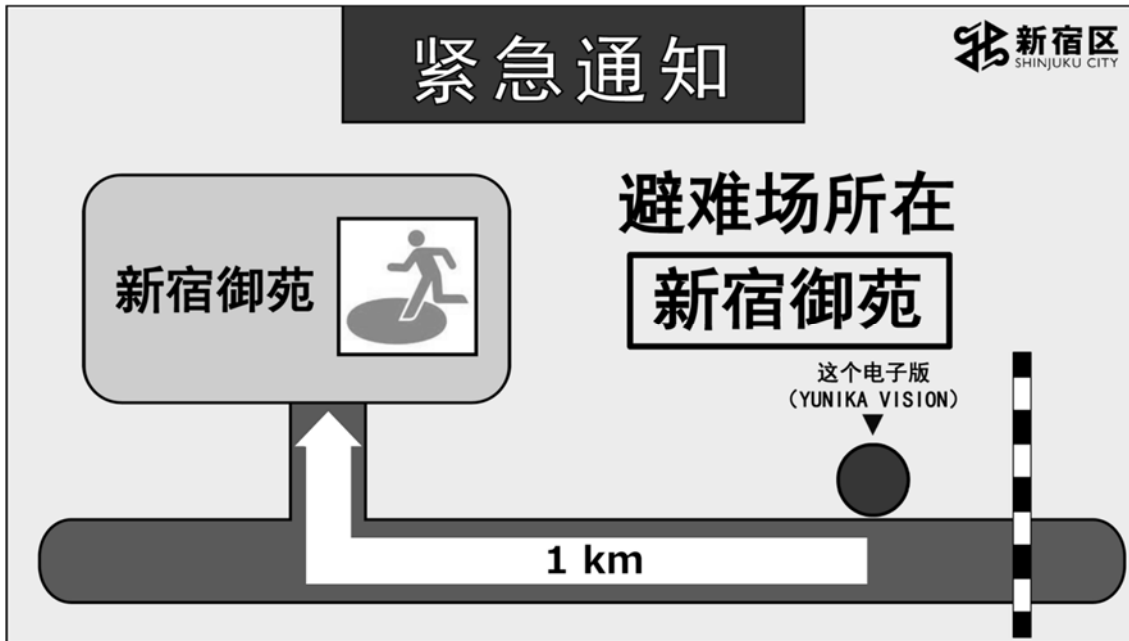 紧急通知
新宿区
SHINJUKU CITY
避难场所在
新宿御苑
新宿御苑
这个电子版
(YUNIKA VISION)
1 km